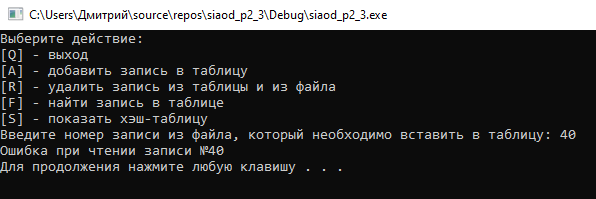 C:\Users\Дмитрий\source\repos\siaod_p2_3\Debug\siaod_p2_3.exe
Выберите действие:
[Q] - выход
[A] - добавить запись в таблицу
[R] - удалить запись из таблицы и из файла
[F] - найти запись в таблице
[S] - показать хэш-таблицу
Введите номер записи из файла, который необходимо вставить в таблицу: 40
Ошибка при чтении записи №40
Для продолжения нажмите любую клавишу . . .